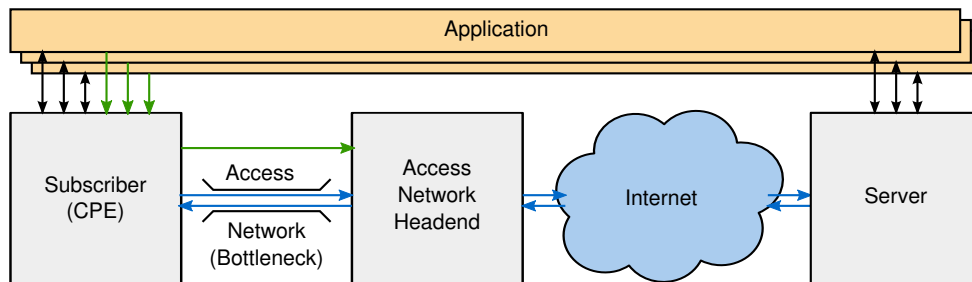 Application
Subscriber
(CPE)
Access
Network
(Bottleneck)
Access
Network
Headend
Internet
Server